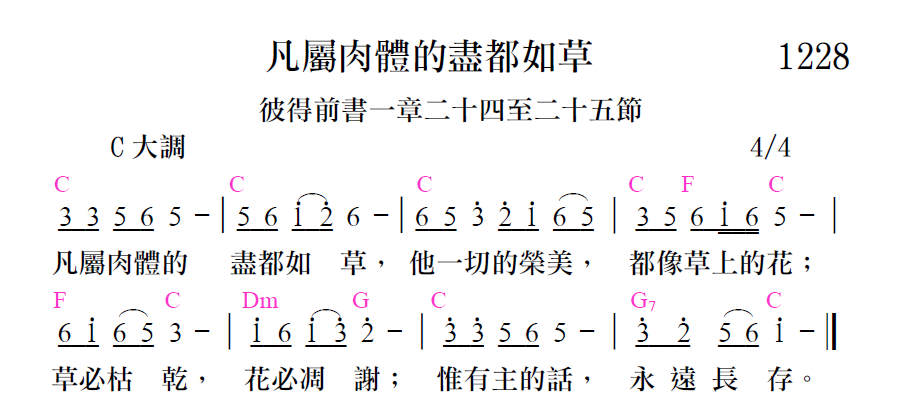 凡屬肉體的盡都如草 1228
彼得前書一章二十四至二十五節
C 大調 4/4
C C C C F C
3 3 5 6 5 − | 5 6 i 2̇ 6 − | 6 5 3̇ 2̇ i 6 5 | 3 5 6 i 6 5 − |
凡屬肉體的 盡都如 草，他一切的榮美， 都像草上的花；
F C Dm G C G₇ C
6 i 6 5 3 − | i 6 i 3̇ 2̇ − | 3̇ 3̇ 5 6 5 − | 3̇ 2̇ 5 6 i − ‖
草必枯 乾， 花必凋 謝； 惟有主的話， 永 遠 長 存。